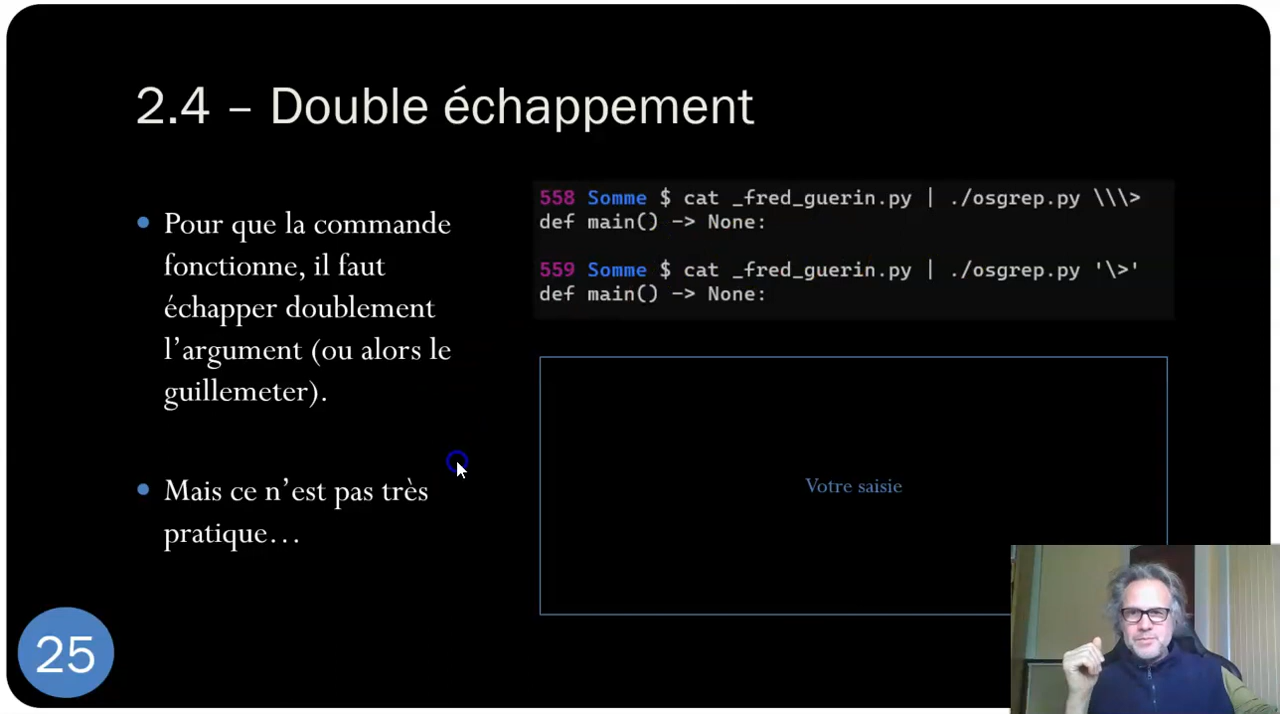 2.4 – Double échappement
Pour que la commande
fonctionne, il faut
échapper doublement
l’argument (ou alors le
guillemeter).
Mais ce n’est pas très
pratique…
558 Somme $ cat _fred_guerin.py | ./osgrep.py \\\>
def main() -> None:
559 Somme $ cat _fred_guerin.py | ./osgrep.py '\>'
def main() -> None:
Votre saisie
25